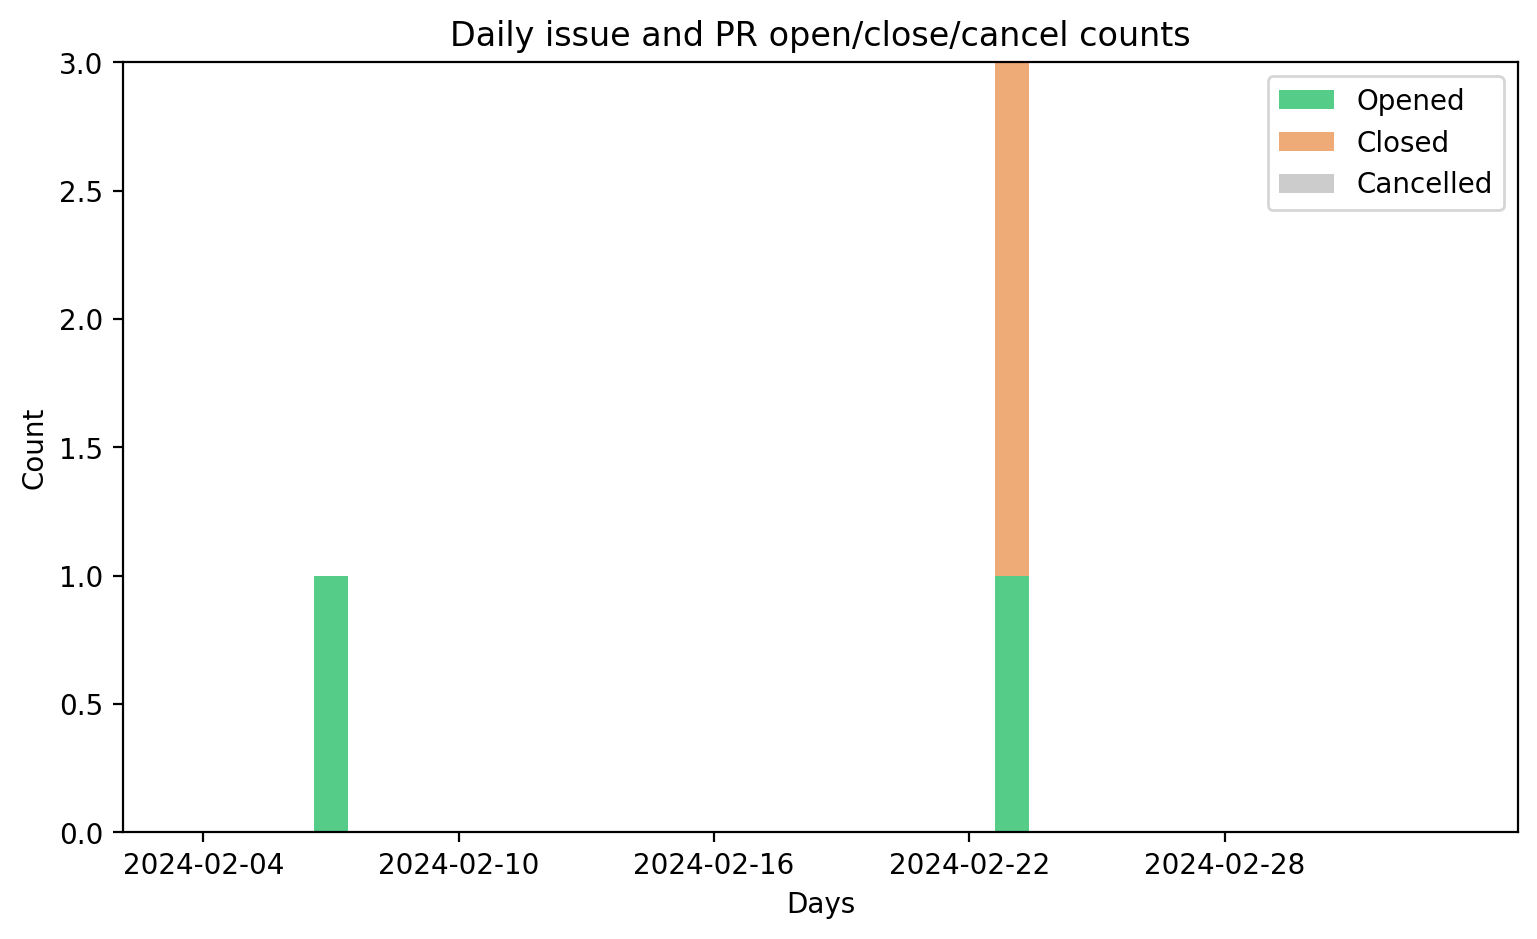 Daily issue and PR open/close/cancel counts
3.0
2.5
2.0
1.5
1.0
0.5
0.0
Count
Opened
Closed
Cancelled
2024-02-04 2024-02-10 2024-02-16 2024-02-22 2024-02-28
Days